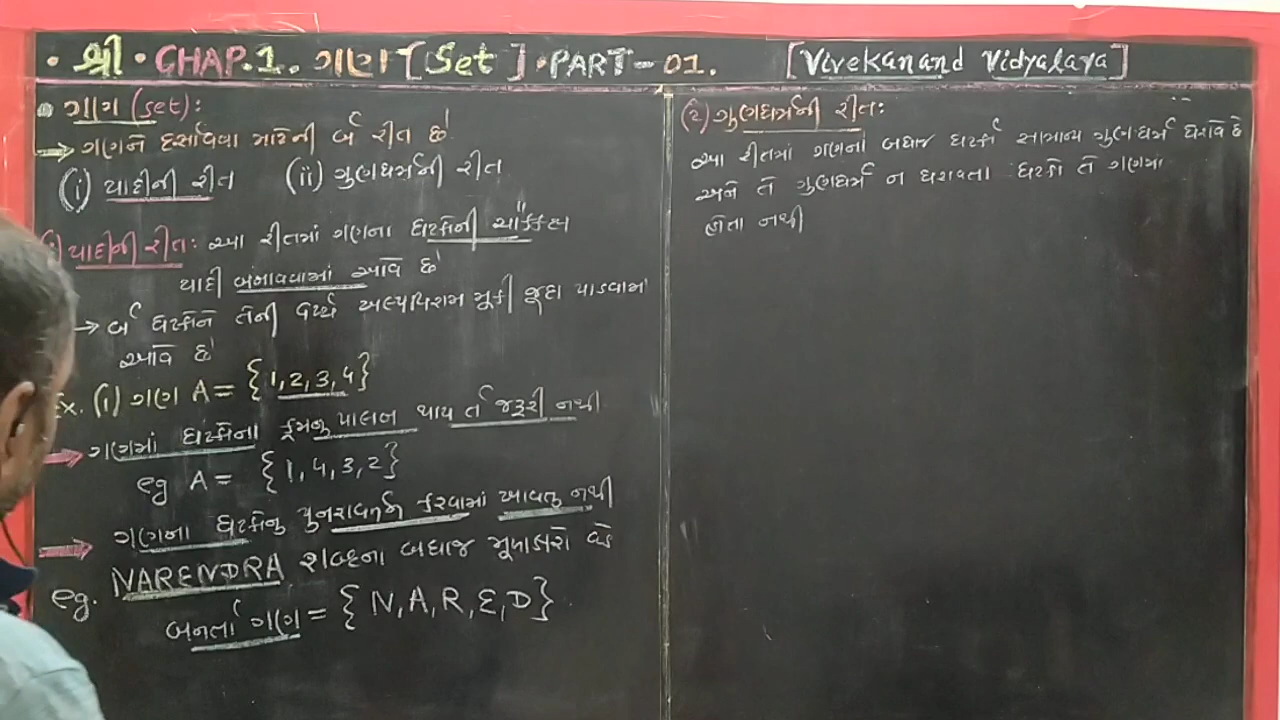 • શ્રી • CHAP.1. ગણ [Set] • PART-01.
[Vivekanand Vidyalaya]
ગણ (set):
→ ગણને દર્સાવવા માટેની બે રીત છે
(i) યાદીની રીત (ii) ગુણધર્મની રીત
યાદીની રીત: આ રીતમાં ગણના ઘટકોની ચોક્કસ
યાદી બનાવવામાં આવે છે
→ બે ઘટકોને તેની વચ્ચે અલ્પવિરામ મૂકી જૂદા પાડવામાં
આવે છે
Ex. (i) ગણ A = {1,2,3,4}
→ ગણમાં ઘટકોના ક્રમનુ પાલન થાય તે જરૂરી નથી
eg A = {1,4,3,2}
→ ગણના ઘટકોનુ પુનરાવર્તન કરવામાં આવતુ નથી
eg. NARENDRA શબ્દના બધાજ મૂળાક્ષરો વડે
બનતો ગણ = {N,A,R,E,D}
(૨) ગુણધર્મની રીત:
આ રીતમાં ગણના બધાજ ઘટકો સામાન્ય ગુણધર્મ ધરાવે છે
અને તે ગુણધર્મ ન ધરાવતા ઘટકો તે ગણમાં
હોતા નથી